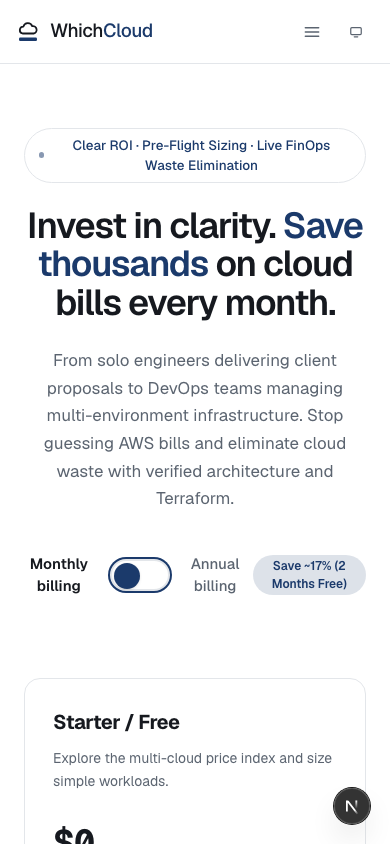 WhichCloud
Clear ROI · Pre-Flight Sizing · Live FinOps
Waste Elimination
Invest in clarity. Save
thousands on cloud
bills every month.
From solo engineers delivering client
proposals to DevOps teams managing
multi-environment infrastructure. Stop
guessing AWS bills and eliminate cloud
waste with verified architecture and
Terraform.
Monthly
billing
Annual
billing
Save ~17% (2
Months Free)
Starter / Free
Explore the multi-cloud price index and size
simple workloads.
$0
N